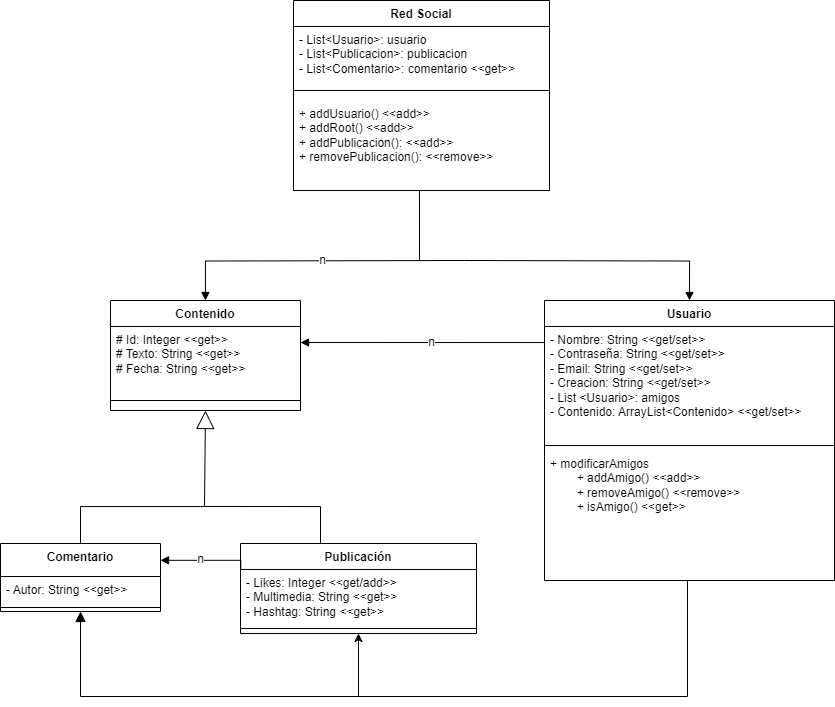 Red Social
- List<Usuario>: usuario
- List<Publicacion>: publicacion
- List<Comentario>: comentario <<get>>
+ addUsuario() <<add>>
+ addRoot() <<add>>
+ addPublicacion(): <<add>>
+ removePublicacion(): <<remove>>
n
Contenido
# Id: Integer <<get>>
# Texto: String <<get>>
# Fecha: String <<get>>
n
Usuario
- Nombre: String <<get/set>>
- Contraseña: String <<get/set>>
- Email: String <<get/set>>
- Creacion: String <<get/set>>
- List <Usuario>: amigos
- Contenido: ArrayList<Contenido> <<get/set>>
+ modificarAmigos
+ addAmigo() <<add>>
+ removeAmigo() <<remove>>
+ isAmigo() <<get>>
Comentario
- Autor: String <<get>>
n
Publicación
- Likes: Integer <<get/add>>
- Multimedia: String <<get>>
- Hashtag: String <<get>>